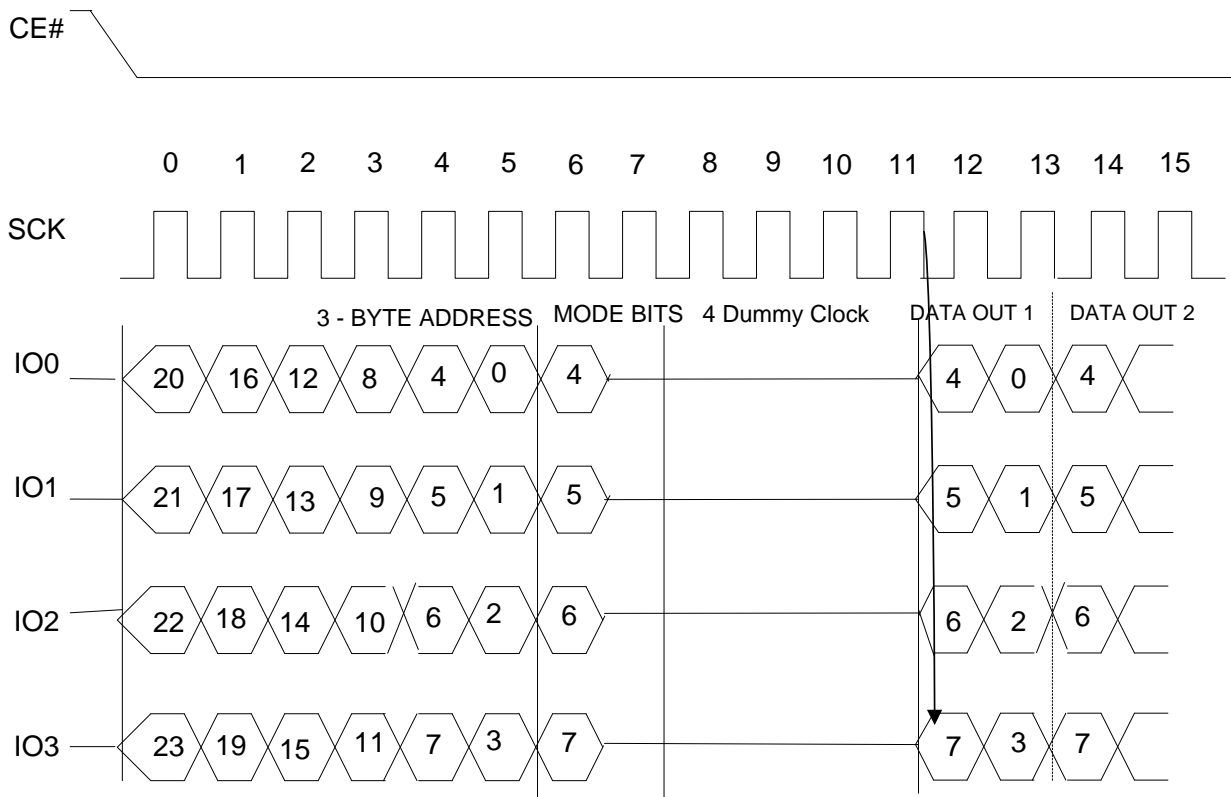 CE#
0 1 2 3 4 5 6 7 8 9 10 11 12 13 14 15
SCK
3 - BYTE ADDRESS MODE BITS 4 Dummy Clock DATA OUT 1 DATA OUT 2
IO0 20 16 12 8 4 0 4 4 0 4
IO1 21 17 13 9 5 1 5 5 1 5
IO2 22 18 14 10 6 2 6 6 2 6
IO3 23 19 15 11 7 3 7 7 3 7